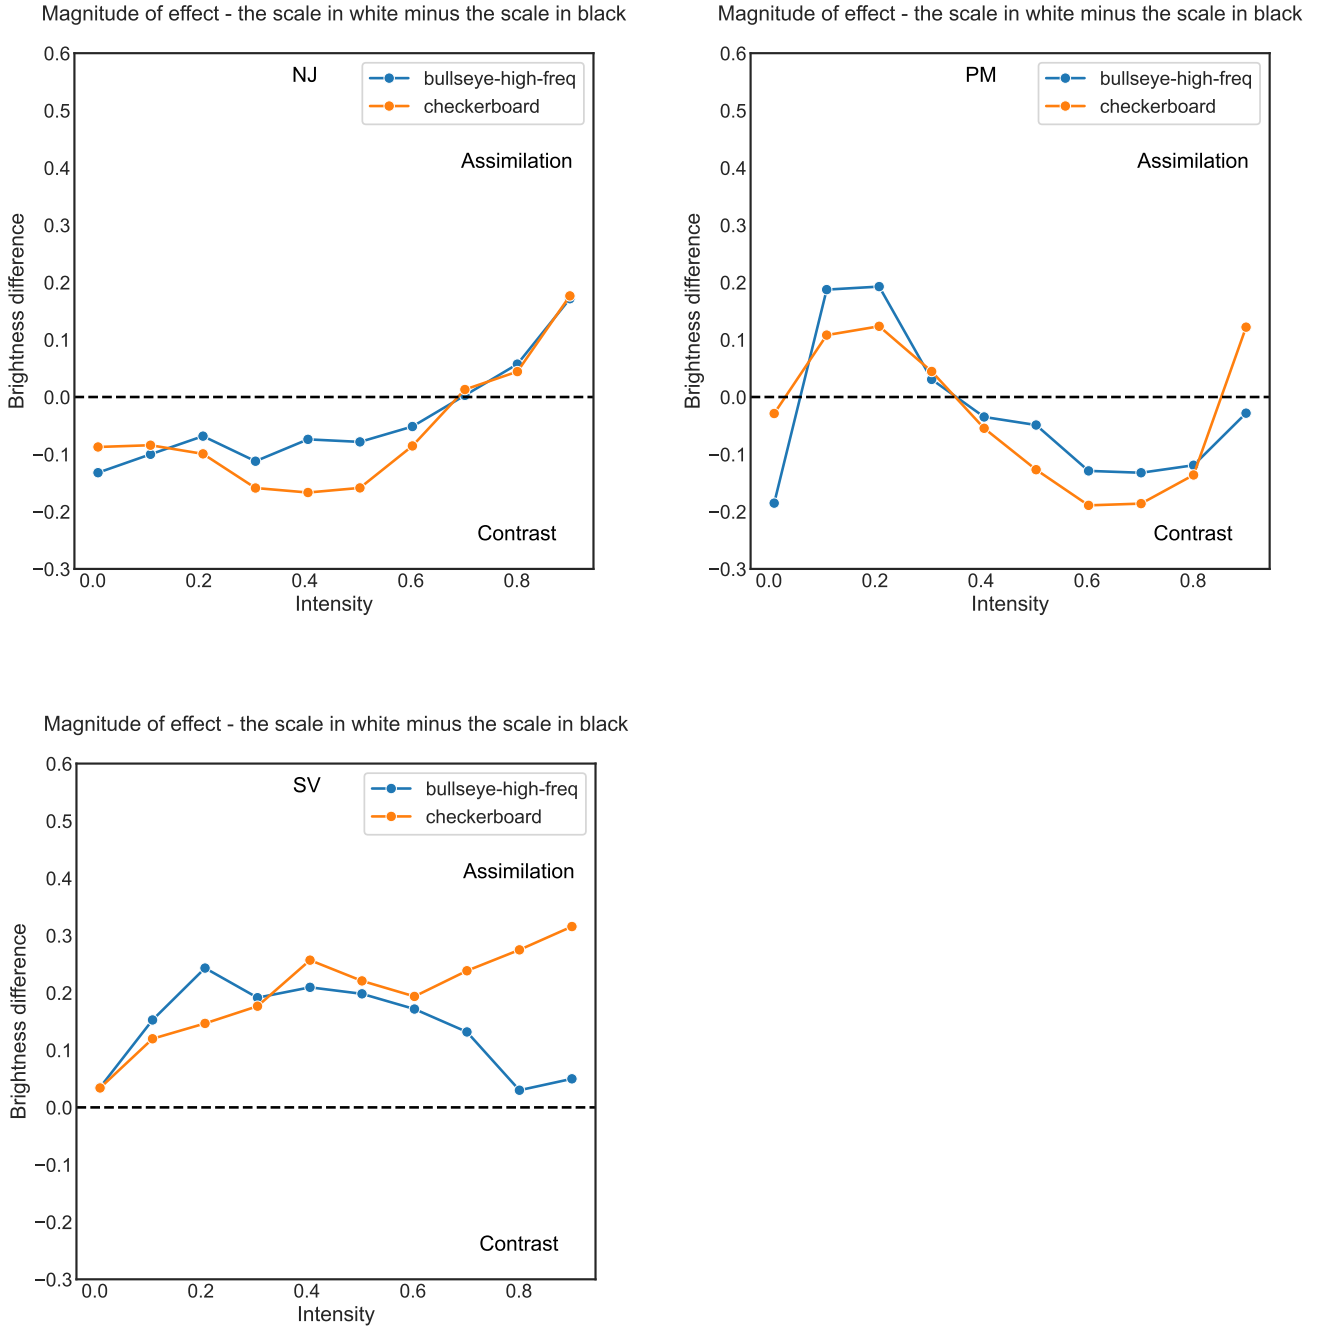 Magnitude of effect - the scale in white minus the scale in black
NJ
bullseye-high-freq
checkerboard
Assimilation
Contrast
Brightness difference
0.6
0.5
0.4
0.3
0.2
0.1
0.0
−0.1
−0.2
−0.3
0.0 0.2 0.4 0.6 0.8
Intensity
Magnitude of effect - the scale in white minus the scale in black
PM
bullseye-high-freq
checkerboard
Assimilation
Contrast
Brightness difference
0.6
0.5
0.4
0.3
0.2
0.1
0.0
−0.1
−0.2
−0.3
0.0 0.2 0.4 0.6 0.8
Intensity
Magnitude of effect - the scale in white minus the scale in black
SV
bullseye-high-freq
checkerboard
Assimilation
Contrast
Brightness difference
0.6
0.5
0.4
0.3
0.2
0.1
0.0
−0.1
−0.2
−0.3
0.0 0.2 0.4 0.6 0.8
Intensity